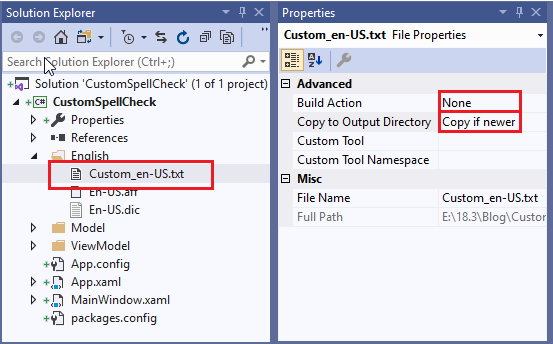 Solution Explorer
Search Solution Explorer (Ctrl+;)
Solution 'CustomSpellCheck' (1 of 1 project)
C# CustomSpellCheck
Properties
References
English
Custom_en-US.txt
En-US.aff
En-US.dic
Model
ViewModel
App.config
App.xaml
MainWindow.xaml
packages.config
Properties
Custom_en-US.txt File Properties
Advanced
Build Action None
Copy to Output Directory Copy if newer
Custom Tool
Custom Tool Namespace
Misc
File Name Custom_en-US.txt
Full Path E:\18.3\Blog\Custom